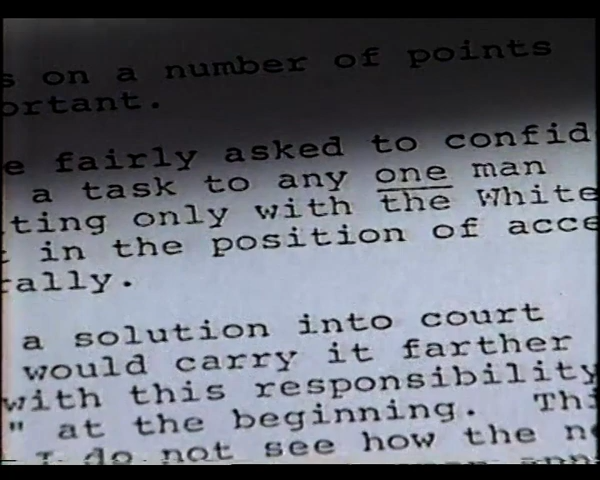 s on a number of points
ortant.
e fairly asked to confid
a task to any one man
ting only with the White
in the position of acce
rally.
a solution into court
would carry it farther
with this responsibility
" at the beginning. Thi
I do not see how the n